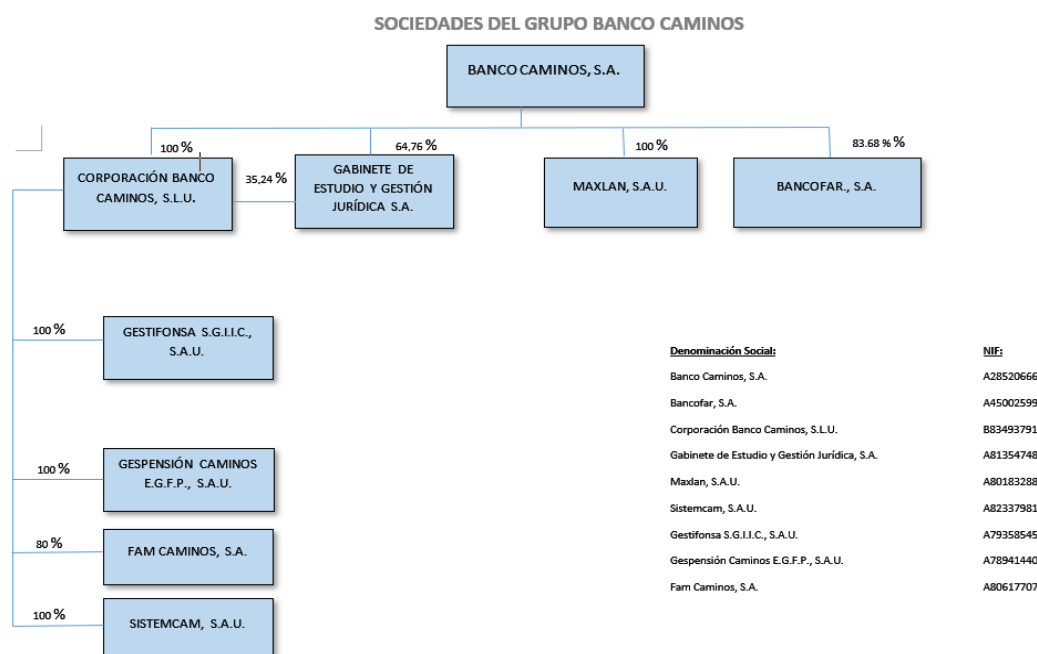 SOCIEDADES DEL GRUPO BANCO CAMINOS
BANCO CAMINOS, S.A.
100 %
64,76 %
100 %
83.68 % %
CORPORACIÓN BANCO
CAMINOS, S.L.U.
35,24 %
GABINETE DE
ESTUDIO Y GESTIÓN
JURÍDICA S.A.
MAXLAN, S.A.U.
BANCOFAR., S.A.
100 %
GESTIFONSA S.G.I.I.C.,
S.A.U.
100 %
GESPENSIÓN CAMINOS
E.G.F.P., S.A.U.
80 %
FAM CAMINOS, S.A.
100 %
SISTEMCAM, S.A.U.
Denominación Social: NIF:
Banco Caminos, S.A. A28520666
Bancofar, S.A. A45002599
Corporación Banco Caminos, S.L.U. B83493791
Gabinete de Estudio y Gestión Jurídica, S.A. A81354748
Maxlan, S.A.U. A80183288
Sistemcam, S.A.U. A82337981
Gestifonsa S.G.I.I.C., S.A.U. A79358545
Gespensión Caminos E.G.F.P., S.A.U. A78941440
Fam Caminos, S.A. A80617707